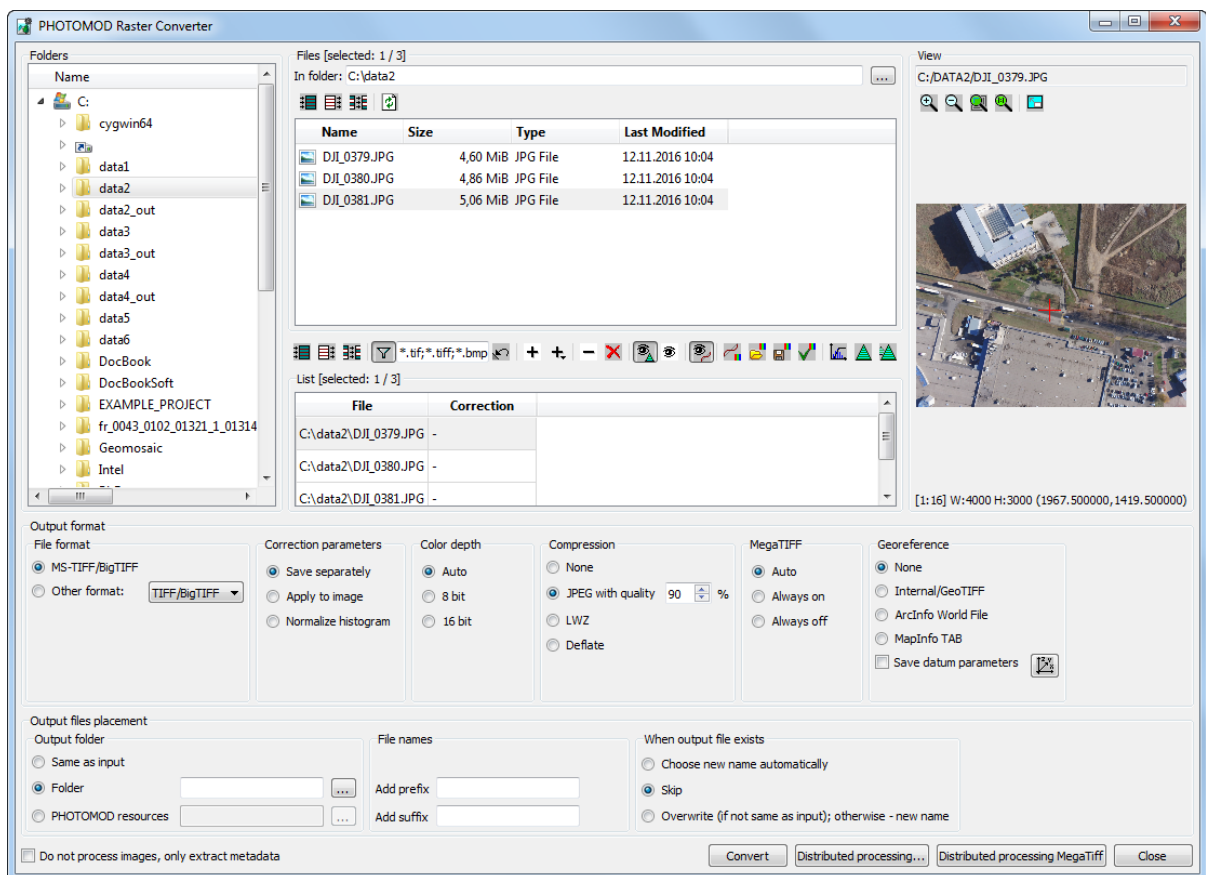 PHOTOMOD Raster Converter
Folders
Name
C:
cygwin64
data1
data2
data2_out
data3
data3_out
data4
data4_out
data5
data6
DocBook
DocBookSoft
EXAMPLE_PROJECT
fr_0043_0102_01321_1_01314
Geomosaic
Intel
Files [selected: 1 / 3]
In folder: C:\data2
...
Name Size Type Last Modified
DJI_0379.JPG 4,60 MiB JPG File 12.11.2016 10:04
DJI_0380.JPG 4,86 MiB JPG File 12.11.2016 10:04
DJI_0381.JPG 5,06 MiB JPG File 12.11.2016 10:04
*.tif;*.tiff;*.bmp
List [selected: 1 / 3]
File Correction
C:\data2\DJI_0379.JPG -
C:\data2\DJI_0380.JPG -
C:\data2\DJI_0381.JPG -
View
C:/DATA2/DJI_0379.JPG
[1:16] W:4000 H:3000 (1967.500000,1419.500000)
Output format
File format
MS-TIFF/BigTIFF
Other format: TIFF/BigTIFF
Correction parameters
Save separately
Apply to image
Normalize histogram
Color depth
Auto
8 bit
16 bit
Compression
None
JPEG with quality 90 %
LWZ
Deflate
MegaTIFF
Auto
Always on
Always off
Georeference
None
Internal/GeoTIFF
ArcInfo World File
MapInfo TAB
Save datum parameters
Output files placement
Output folder
Same as input
Folder ...
PHOTOMOD resources ...
File names
Add prefix
Add suffix
When output file exists
Choose new name automatically
Skip
Overwrite (if not same as input); otherwise - new name
Do not process images, only extract metadata
Convert
Distributed processing...
Distributed processing MegaTiff
Close